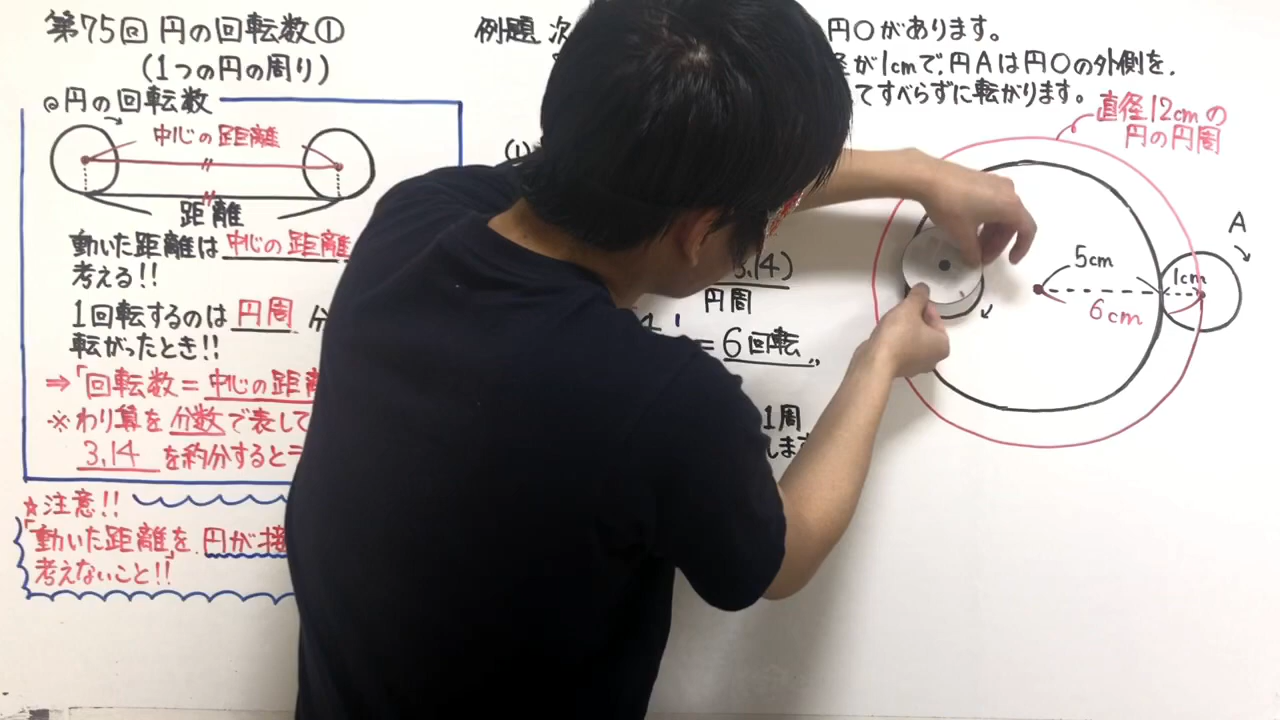 第75回 円の回転数①
(1つの円の周り)
◎円の回転数
中心の距離
距離
動いた距離は中心の距離
考える!!
1回転するのは 円周 分
転がったとき!!
⇒「回転数=中心の距離
※わり算を分数で表して
3.14 を約分すると
☆注意!!
「動いた距離」を、円が接
考えないこと!!
例題 次
円Oがあります。
が1cmで、円Aは円Oの外側を、
てすべらずに転がります。
(1)
3.14)
円周
= 6回転
1周
します
直径12cmの
円の円周
A
5cm
1cm
6cm